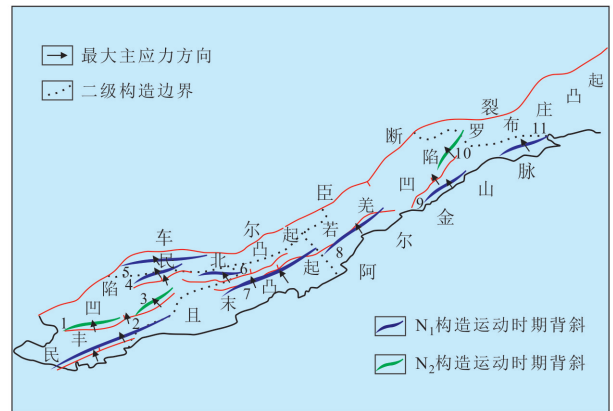 最大主应力方向
二级构造边界
车尔臣断裂
罗布庄凸起
民北凸起
若羌凹陷
民丰凹陷
且末凸起
阿尔金山脉
1
2
3
4
5
6
7
8
9
10
11
N₁构造运动时期背斜
N₂构造运动时期背斜